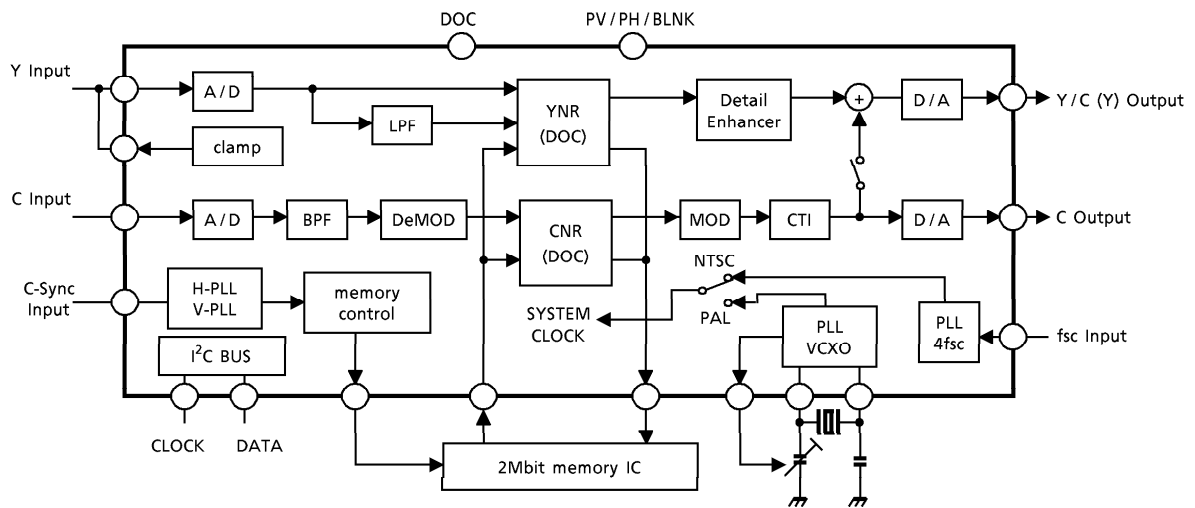 DOC
PV / PH / BLNK
Y Input
A / D
LPF
YNR
(DOC)
Detail
Enhancer
+
D / A
Y / C (Y) Output
clamp
C Input
A / D
BPF
DeMOD
CNR
(DOC)
MOD
CTI
D / A
C Output
C-Sync
Input
H-PLL
V-PLL
memory
control
SYSTEM
CLOCK
NTSC
PAL
PLL
VCXO
PLL
4fsc
fsc Input
I²C BUS
CLOCK
DATA
2Mbit memory IC